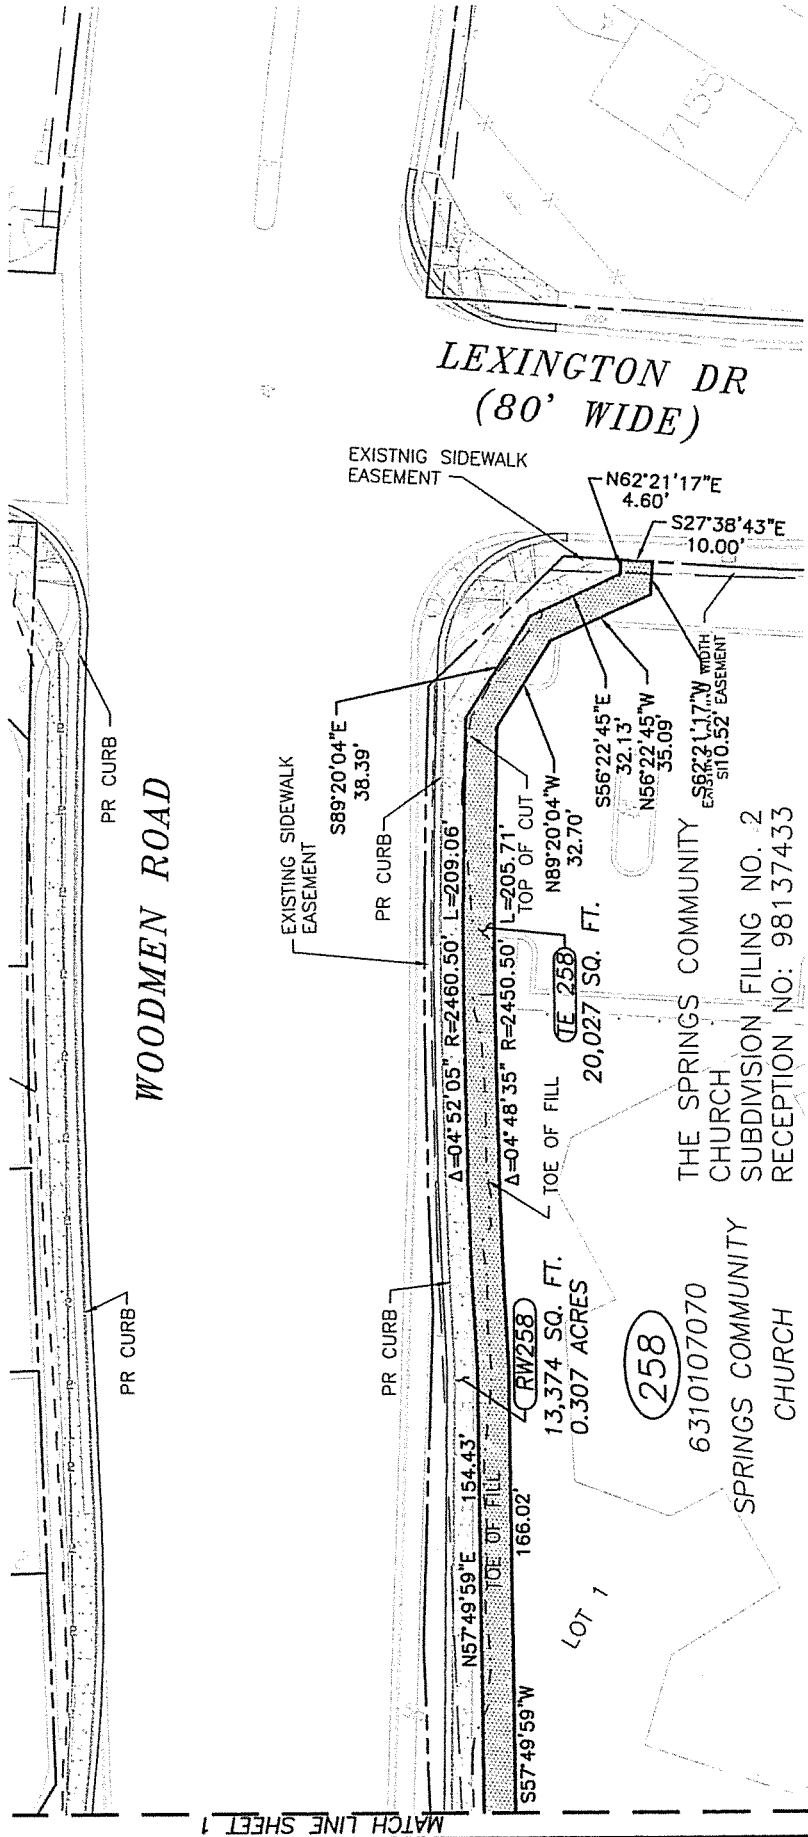 7155
LEXINGTON DR
(80' WIDE)
EXISTNIG SIDEWALK
EASEMENT
N62°21'17"E
4.60'
S27°38'43"E
10.00'
PR CURB
WOODMEN ROAD
PR CURB
EXISTING SIDEWALK
EASEMENT
S89°20'04"E
38.39'
PR CURB
PR CURB
Δ=04°52'05" R=2460.50' L=209.06'
Δ=04°48'35" R=2450.50' L=205.71'
TOP OF CUT
N89°20'04"W
32.70'
S56°22'45"E
32.13'
N56°22'45"W
35.09'
S62°21'17"W
10.52'
WIDTH
EASEMENT
TE 258
20,027 SQ. FT.
TOE OF FILL
RW258
13,374 SQ. FT.
0.307 ACRES
N57°49'59"E 154.43'
TOE OF FILL
S57°49'59"W 166.02'
THE SPRINGS COMMUNITY
CHURCH
SUBDIVISION FILING NO. 2
RECEPTION NO: 98137433
258
6310107070
SPRINGS COMMUNITY
CHURCH
LOT 1
MATCH LINE SHEET 1